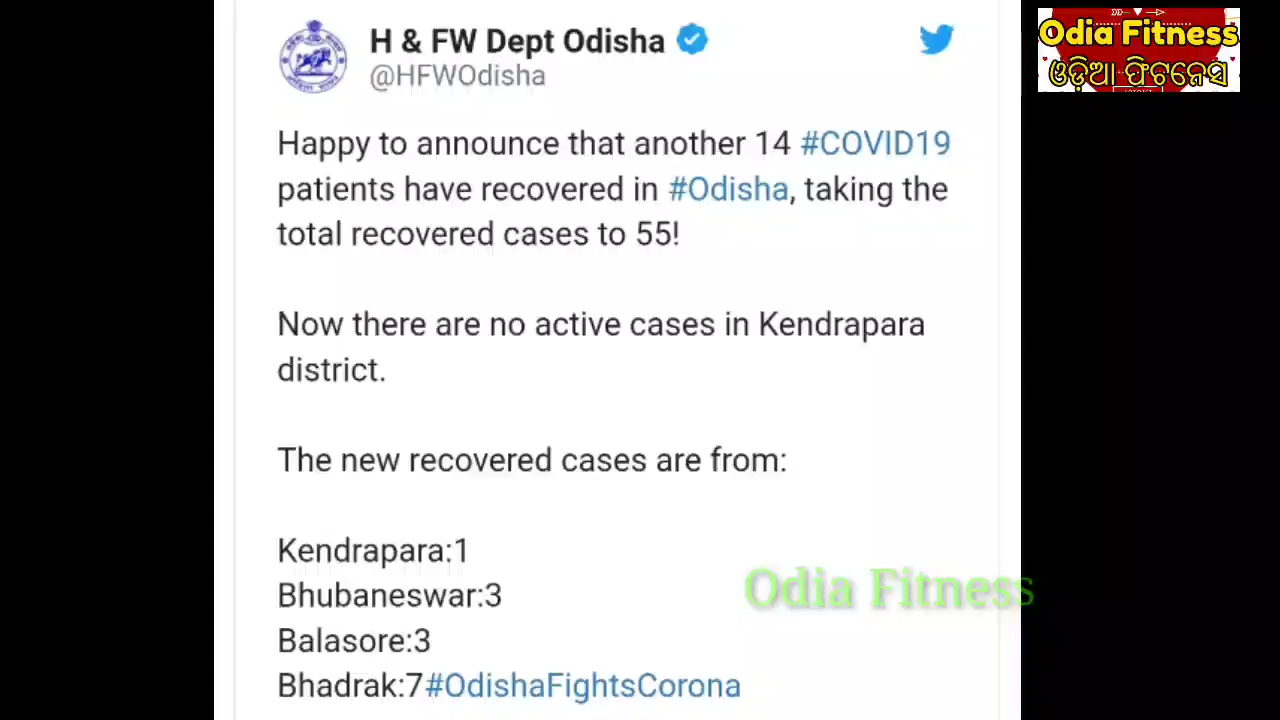 H & FW Dept Odisha
@HFWOdisha
Happy to announce that another 14 #COVID19
patients have recovered in #Odisha, taking the
total recovered cases to 55!
Now there are no active cases in Kendrapara
district.
The new recovered cases are from:
Kendrapara:1
Bhubaneswar:3
Balasore:3
Bhadrak:7#OdishaFightsCorona
Odia Fitness
ଓଡ଼ିଆ ଫିଟନେସ
Odia Fitness